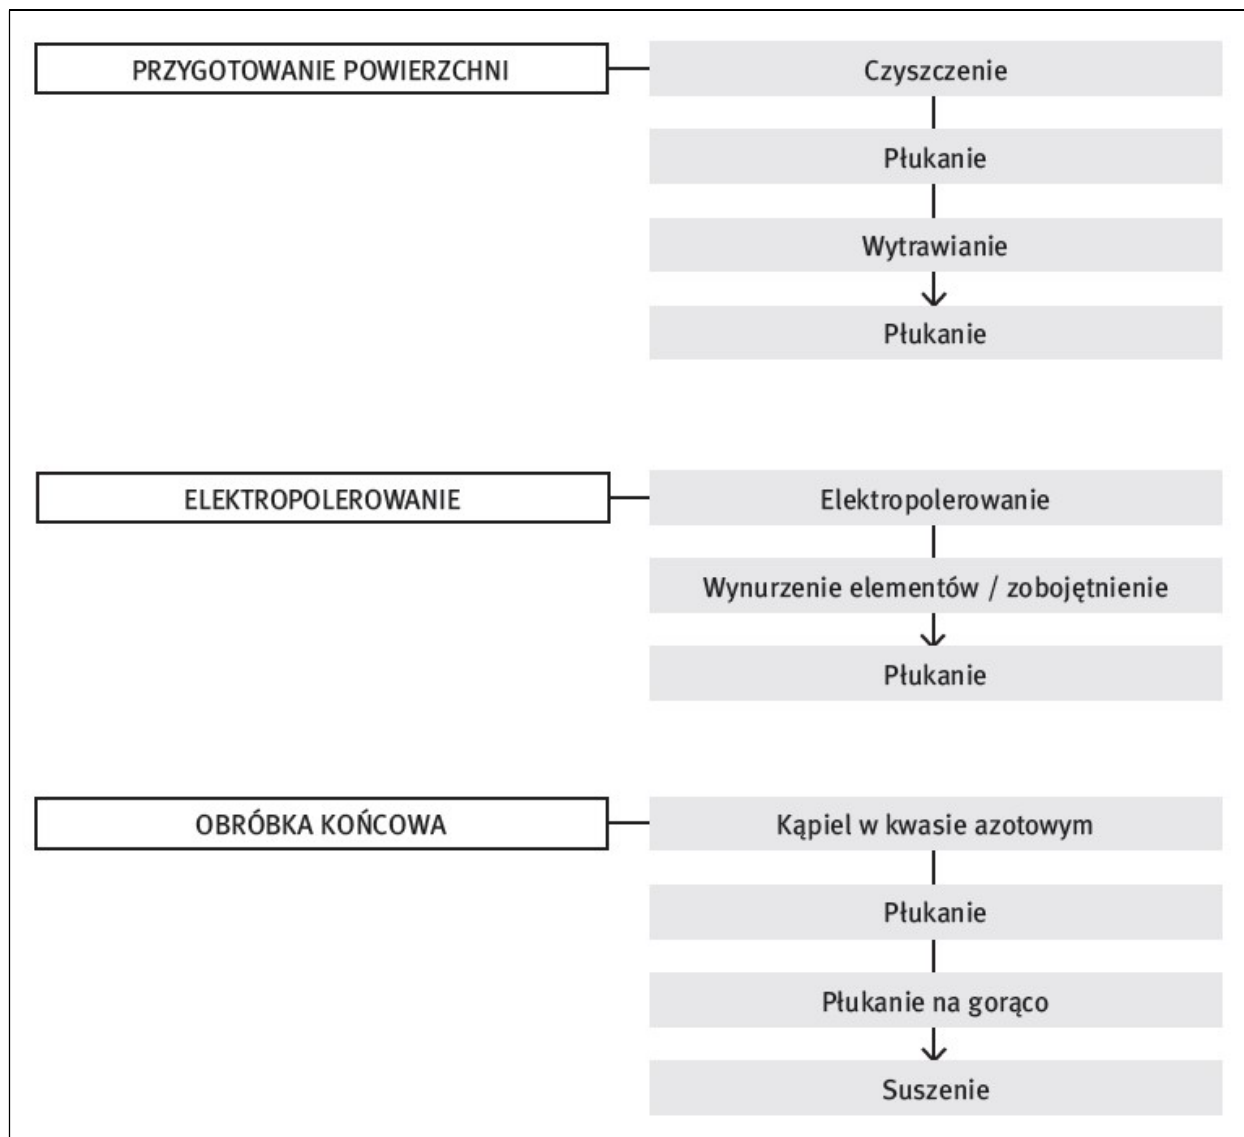 PRZYGOTOWANIE POWIERZCHNI
Czyszczenie
Płukanie
Wytrawianie
Płukanie
ELEKTROPOLEROWANIE
Elektropolerowanie
Wynurzenie elementów / zobojętnienie
Płukanie
OBRÓBKA KOŃCOWA
Kąpiel w kwasie azotowym
Płukanie
Płukanie na gorąco
Suszenie